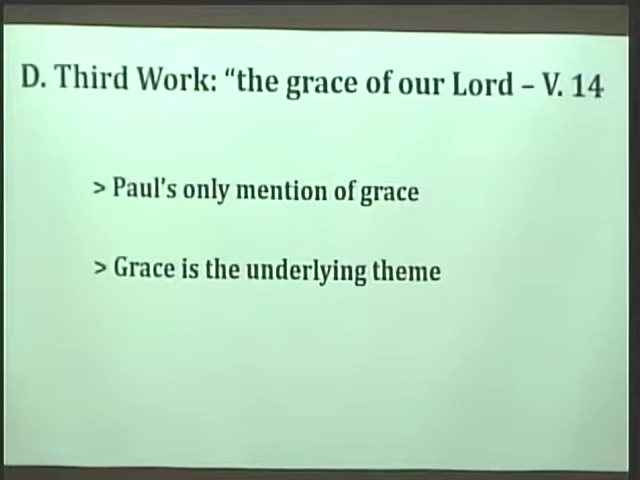 D. Third Work: “the grace of our Lord – V. 14
> Paul's only mention of grace
> Grace is the underlying theme